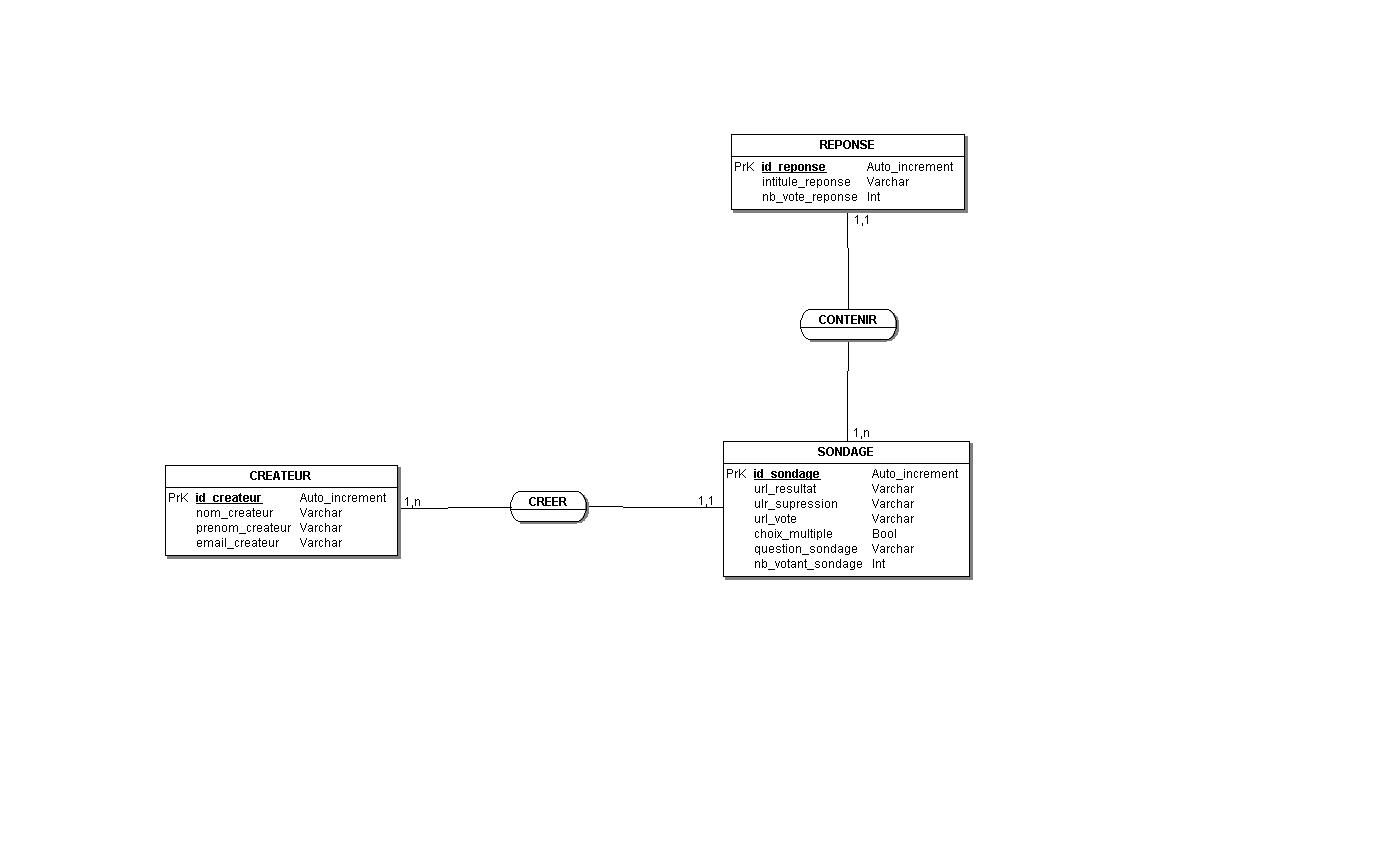 REPONSE
PrK id_reponse Auto_increment
intitule_reponse Varchar
nb_vote_reponse Int
1,1
CONTENIR
1,n
SONDAGE
PrK id_sondage Auto_increment
url_resultat Varchar
ulr_supression Varchar
url_vote Varchar
choix_multiple Bool
question_sondage Varchar
nb_votant_sondage Int
CREATEUR
PrK id_createur Auto_increment
nom_createur Varchar
prenom_createur Varchar
email_createur Varchar
1,n
CREER
1,1